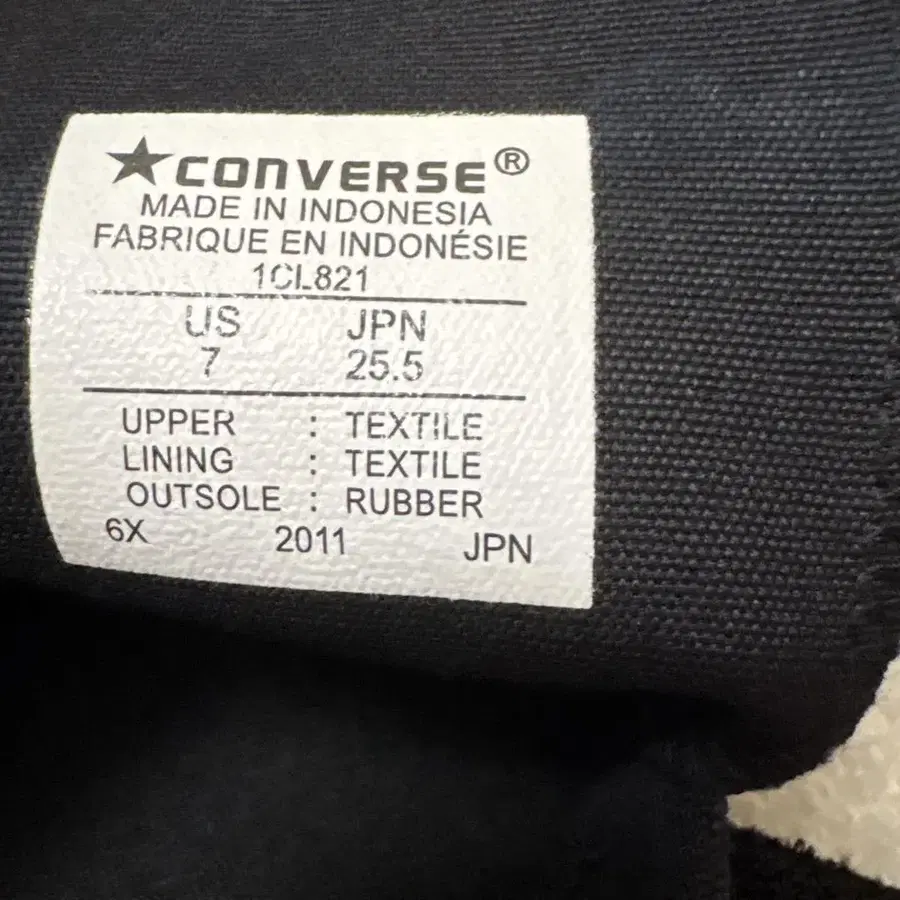 ★CONVERSE®
MADE IN INDONESIA
FABRIQUE EN INDONÉSIE
1CL821
US JPN
7 25.5
UPPER : TEXTILE
LINING : TEXTILE
OUTSOLE : RUBBER
6X 2011 JPN